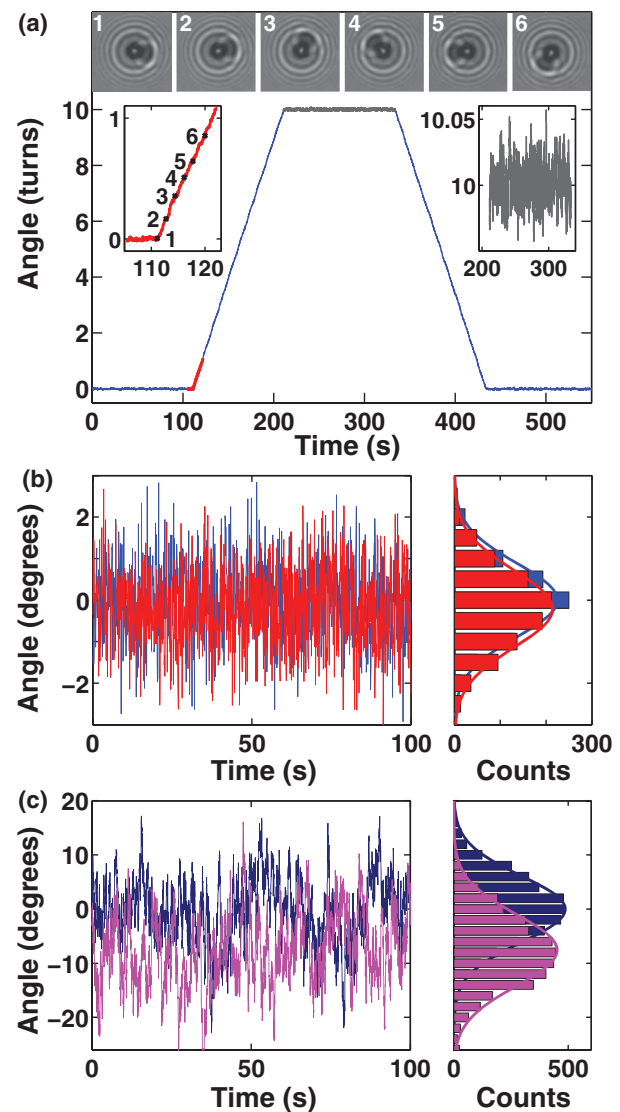 (a)
1 2 3 4 5 6
10
8
6
4
2
0
Angle (turns)
1
0
110 120
1 2 3 4 5 6
10.05
10
200 300
0 100 200 300 400 500
Time (s)
(b)
2
0
−2
Angle (degrees)
0 50 100
Time (s)
0 300
Counts
(c)
20
10
0
−10
−20
Angle (degrees)
0 50 100
Time (s)
0 500
Counts